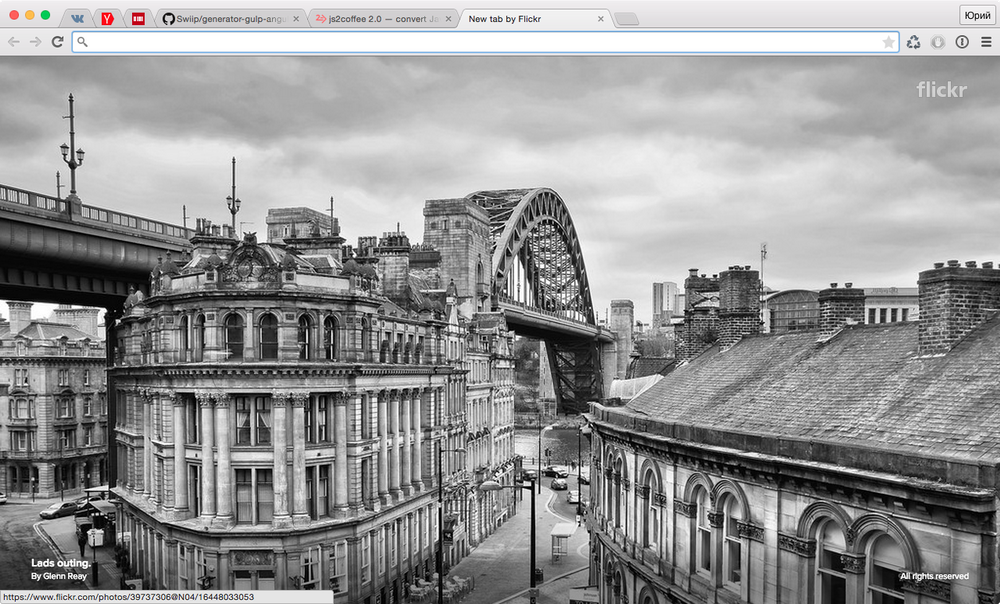 Swiip/generator-gulp-angu
js2coffee 2.0 — convert Ja
New tab by Flickr
Юрий
flickr
Lads outing.
By Glenn Reay
All rights reserved
https://www.flickr.com/photos/39737306@N04/16448033053